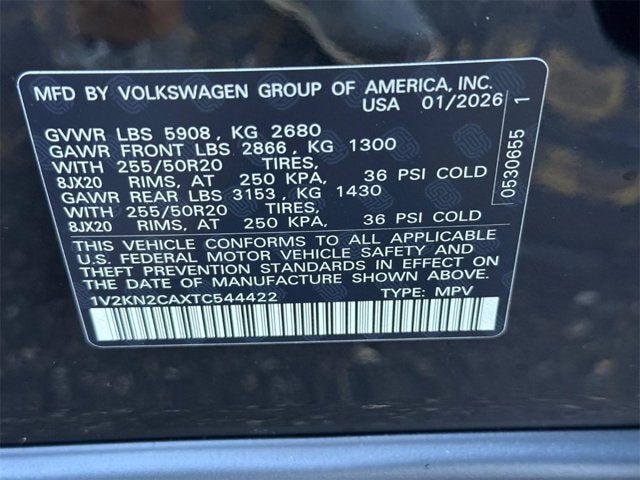 MFD BY VOLKSWAGEN GROUP OF AMERICA, INC.
USA 01/2026
GVWR LBS 5908, KG 2680
GAWR FRONT LBS 2866, KG 1300
WITH 255/50R20 TIRES,
8JX20 RIMS, AT 250 KPA, 36 PSI COLD
GAWR REAR LBS 3153, KG 1430
WITH 255/50R20 TIRES,
8JX20 RIMS, AT 250 KPA, 36 PSI COLD
THIS VEHICLE CONFORMS TO ALL APPLICABLE
U.S. FEDERAL MOTOR VEHICLE SAFETY AND
THEFT PREVENTION STANDARDS IN EFFECT ON
THE DATE OF MANUFACTURE SHOWN ABOVE.
1V2KN2CAXTC544422 TYPE: MPV
0530655 1